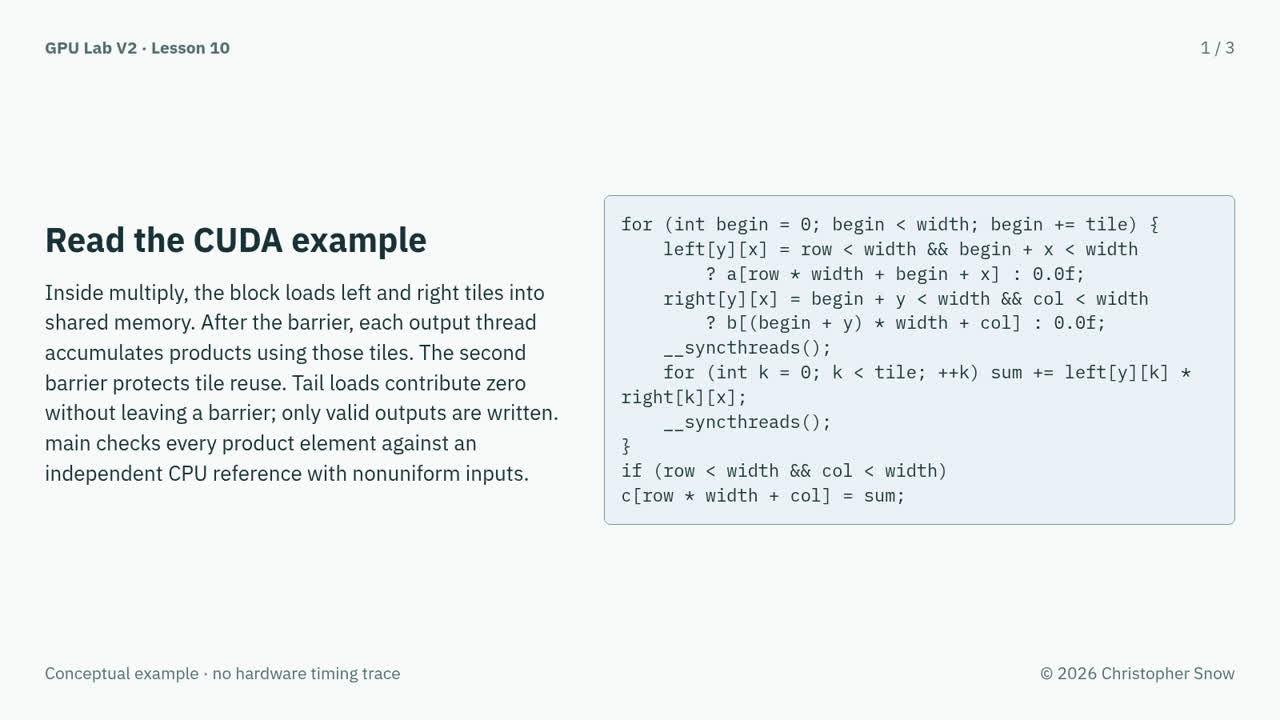 GPU Lab V2 · Lesson 10
1 / 3
Read the CUDA example
Inside multiply, the block loads left and right tiles into
shared memory. After the barrier, each output thread
accumulates products using those tiles. The second
barrier protects tile reuse. Tail loads contribute zero
without leaving a barrier; only valid outputs are written.
main checks every product element against an
independent CPU reference with nonuniform inputs.
for (int begin = 0; begin < width; begin += tile) {
    left[y][x] = row < width && begin + x < width
        ? a[row * width + begin + x] : 0.0f;
    right[y][x] = begin + y < width && col < width
        ? b[(begin + y) * width + col] : 0.0f;
    __syncthreads();
    for (int k = 0; k < tile; ++k) sum += left[y][k] *
right[k][x];
    __syncthreads();
}
if (row < width && col < width)
c[row * width + col] = sum;
Conceptual example · no hardware timing trace
© 2026 Christopher Snow